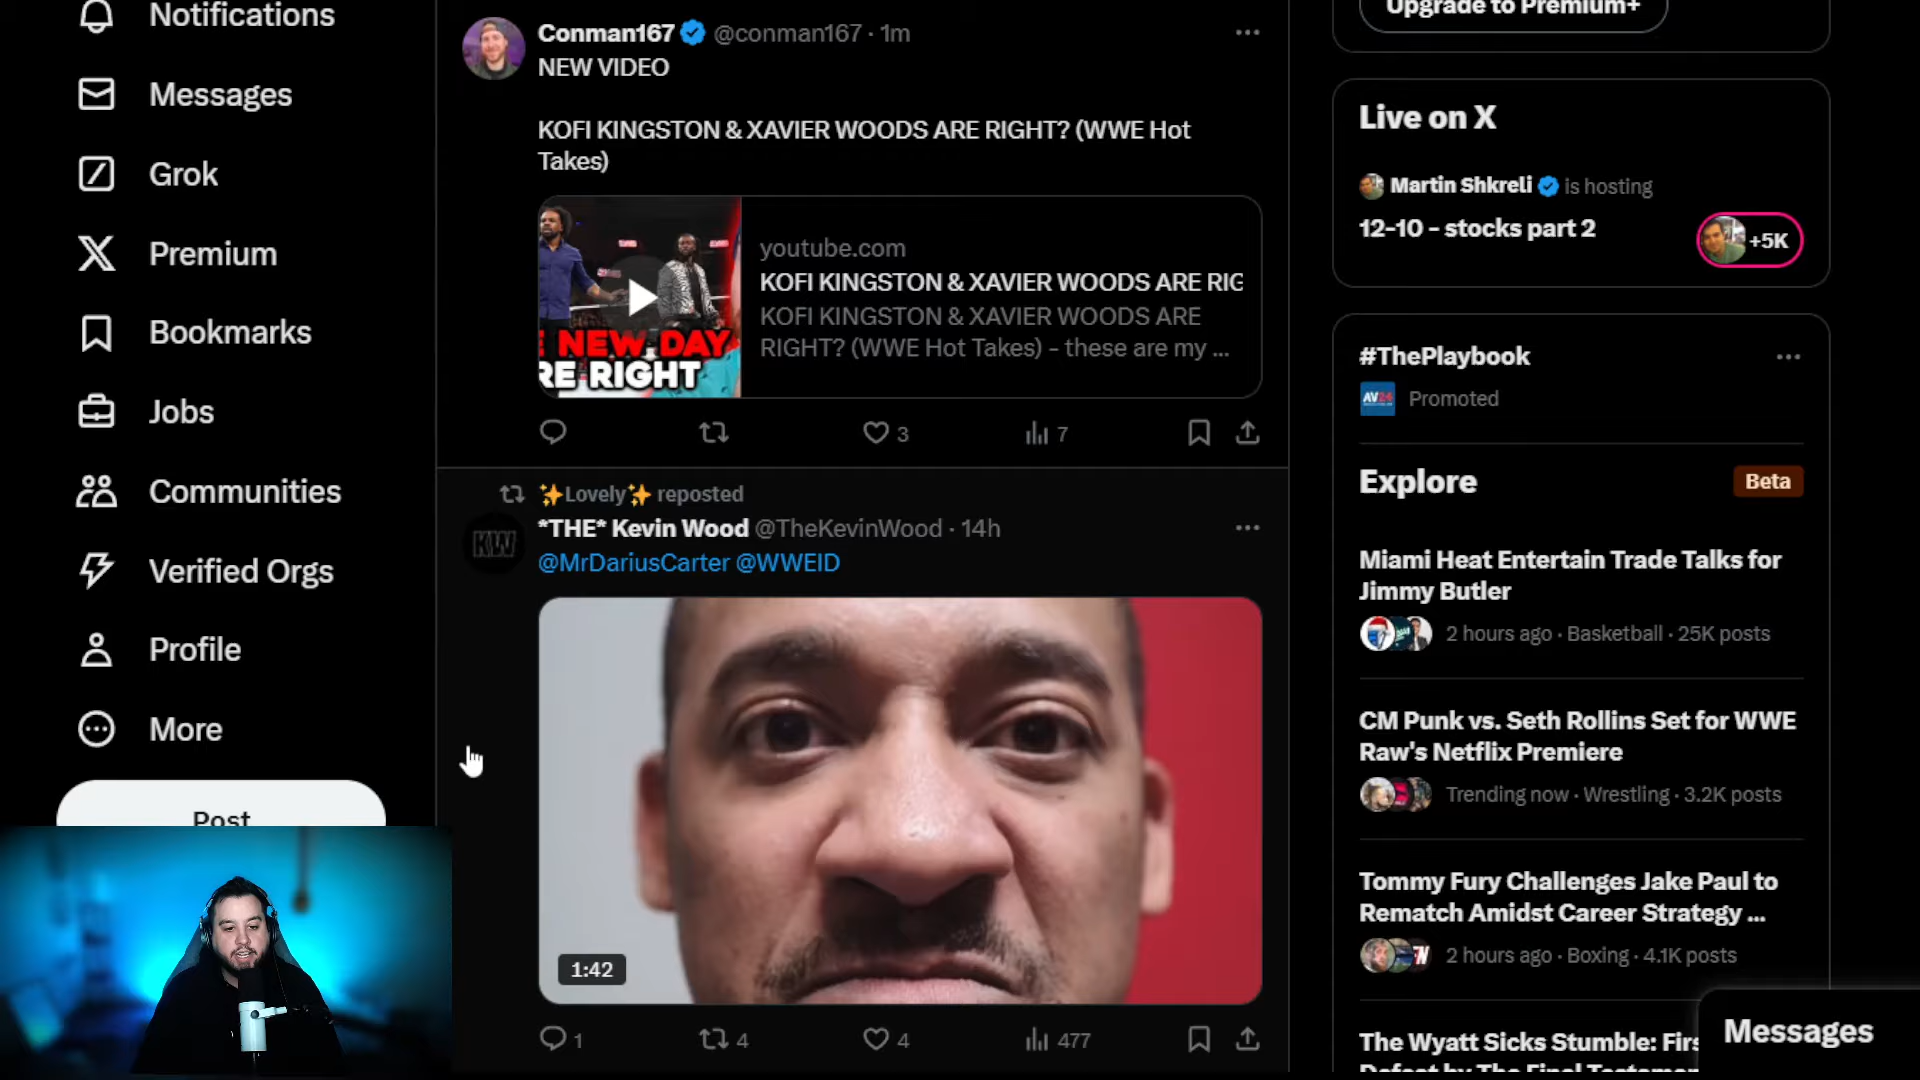 Notifications
Messages
Grok
Premium
Bookmarks
Jobs
Communities
Verified Orgs
Profile
More
Post
Conman167 @conman167 · 1m
NEW VIDEO
KOFI KINGSTON & XAVIER WOODS ARE RIGHT? (WWE Hot
Takes)
NEW DAY
RE RIGHT
youtube.com
KOFI KINGSTON & XAVIER WOODS ARE RIG
KOFI KINGSTON & XAVIER WOODS ARE
RIGHT? (WWE Hot Takes) – these are my ...
3
7
✨Lovely✨ reposted
KW
*THE* Kevin Wood @TheKevinWood · 14h
@MrDariusCarter @WWEID
1:42
1
4
4
477
Upgrade to Premium+
Live on X
Martin Shkreli is hosting
12-10 - stocks part 2
+5K
#ThePlaybook
AV24
Promoted
Explore
Beta
Miami Heat Entertain Trade Talks for
Jimmy Butler
2 hours ago · Basketball · 25K posts
CM Punk vs. Seth Rollins Set for WWE
Raw's Netflix Premiere
Trending now · Wrestling · 3.2K posts
Tommy Fury Challenges Jake Paul to
Rematch Amidst Career Strategy ...
2 hours ago · Boxing · 4.1K posts
The Wyatt Sicks Stumble: Firs
Defeat by The Final Testamen
Messages